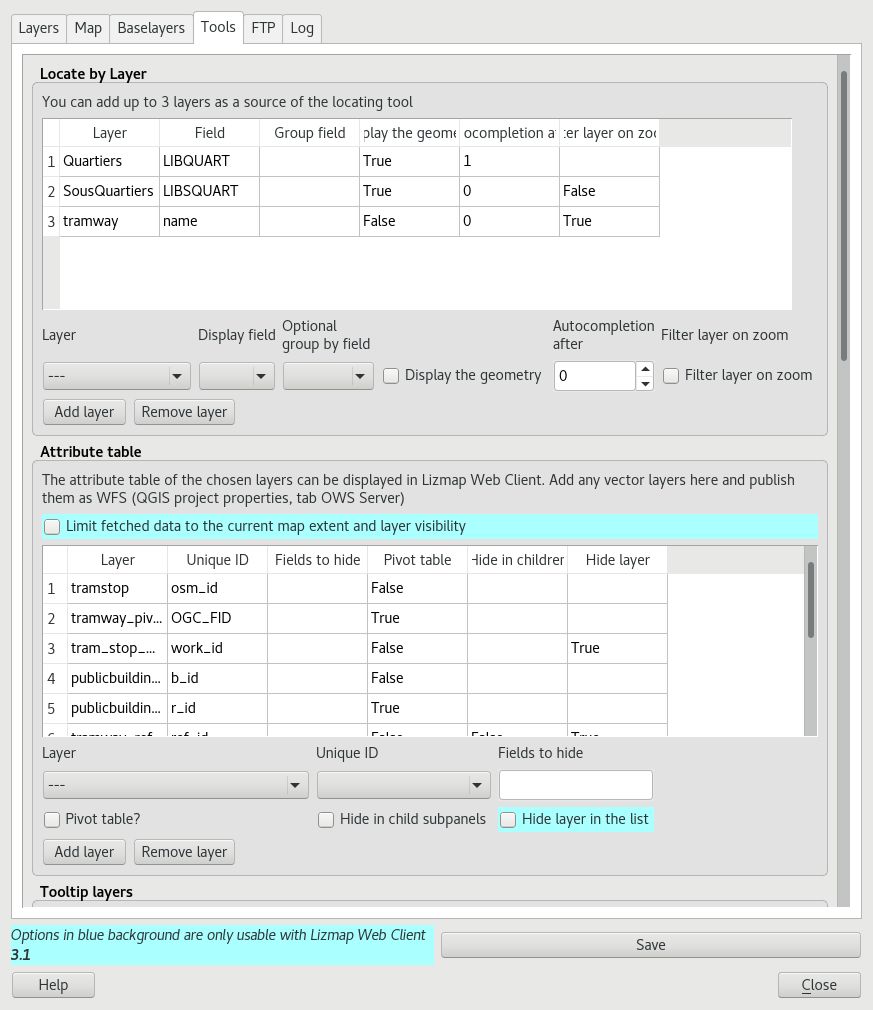 Layers Map Baselayers Tools FTP Log
Locate by Layer
You can add up to 3 layers as a source of the locating tool
Layer Field Group field play the geome ocompletion a er layer on zoo
1 Quartiers LIBQUART True 1
2 SousQuartiers LIBSQUART True 0 False
3 tramway name False 0 True
Layer Display field Optional group by field Autocompletion after Filter layer on zoom
--- Display the geometry 0 Filter layer on zoom
Add layer Remove layer
Attribute table
The attribute table of the chosen layers can be displayed in Lizmap Web Client. Add any vector layers here and publish
them as WFS (QGIS project properties, tab OWS Server)
Limit fetched data to the current map extent and layer visibility
Layer Unique ID Fields to hide Pivot table Hide in children Hide layer
1 tramstop osm_id False
2 tramway_piv... OGC_FID True
3 tram_stop_... work_id False True
4 publicbuildin... b_id False
5 publicbuildin... r_id True
Layer Unique ID Fields to hide
---
Pivot table? Hide in child subpanels Hide layer in the list
Add layer Remove layer
Tooltip layers
Options in blue background are only usable with Lizmap Web Client
3.1
Save
Help Close